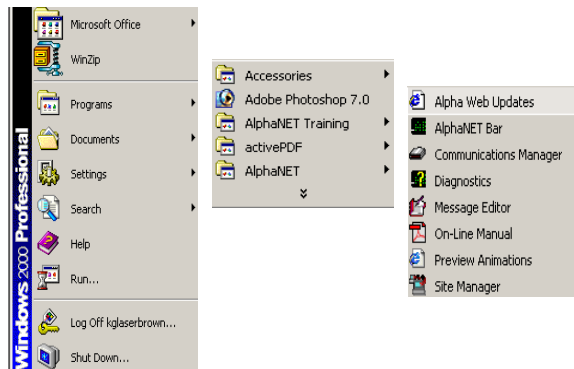 Windows 2000 Professional
Microsoft Office
WinZip
Programs
Documents
Settings
Search
Help
Run...
Log Off kglaserbrown...
Shut Down...
Accessories
Adobe Photoshop 7.0
AlphaNET Training
activePDF
AlphaNET
Alpha Web Updates
AlphaNET Bar
Communications Manager
Diagnostics
Message Editor
On-Line Manual
Preview Animations
Site Manager